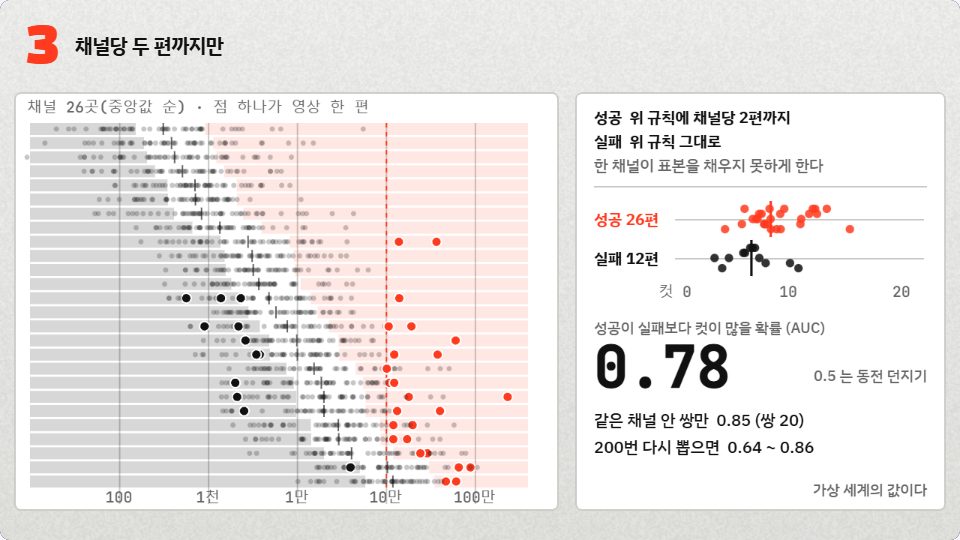 3 채널당 두 편까지만
채널 26곳(중앙값 순) · 점 하나가 영상 한 편
100 1천 1만 10만 100만
성공 위 규칙에 채널당 2편까지
실패 위 규칙 그대로
한 채널이 표본을 채우지 못하게 한다
성공 26편
실패 12편
컷 0 10 20
성공이 실패보다 컷이 많을 확률 (AUC)
0.78
0.5 는 동전 던지기
같은 채널 안 쌍만 0.85 (쌍 20)
200번 다시 뽑으면 0.64 ~ 0.86
가상 세계의 값이다